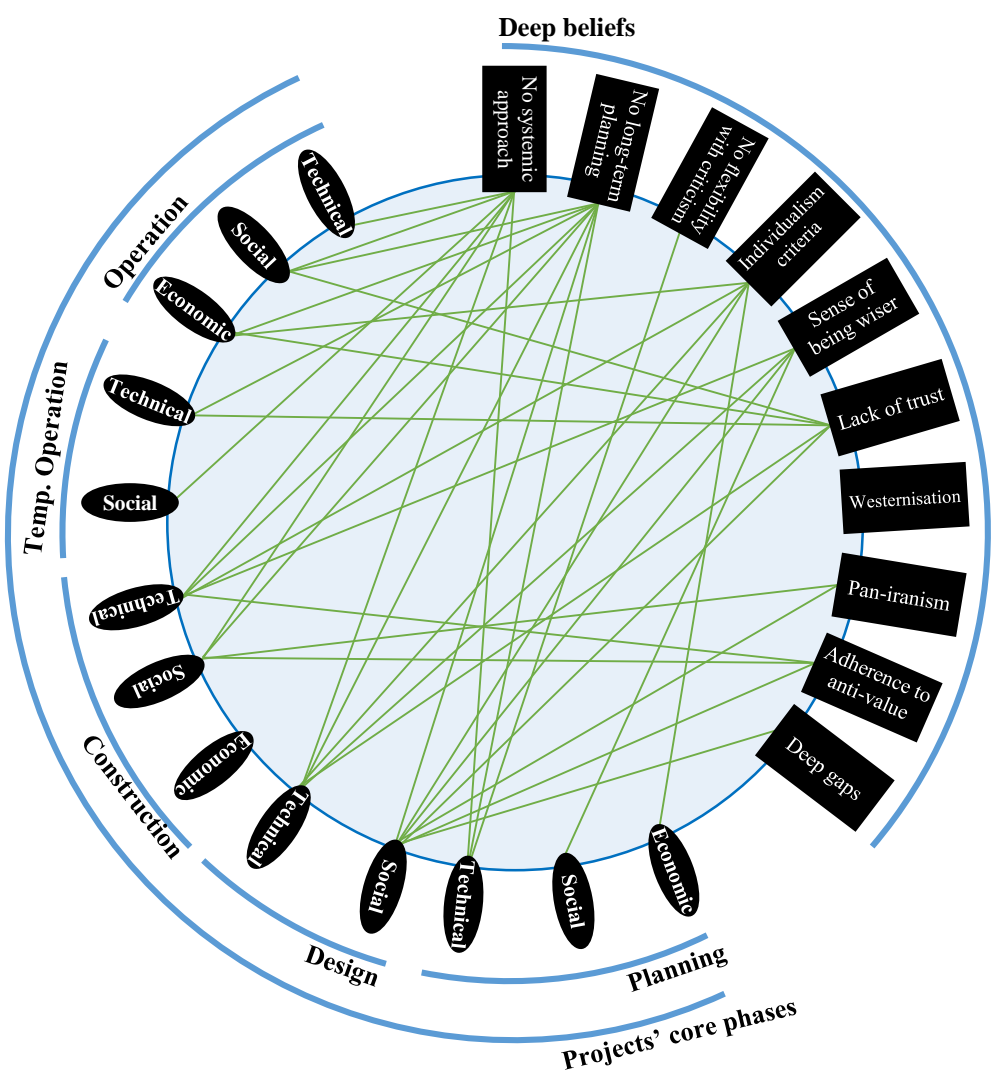 Deep beliefs
No systemic
approach
No long-term
planning
No flexibility
with criticism
Individualism
criteria
Sense of
being wiser
Lack of trust
Westernisation
Pan-iranism
Adherence to
anti-value
Deep gaps
Economic
Social
Technical
Planning
Social
Technical
Design
Economic
Social
Technical
Construction
Social
Technical
Temp. Operation
Economic
Social
Technical
Operation
Projects’ core phases